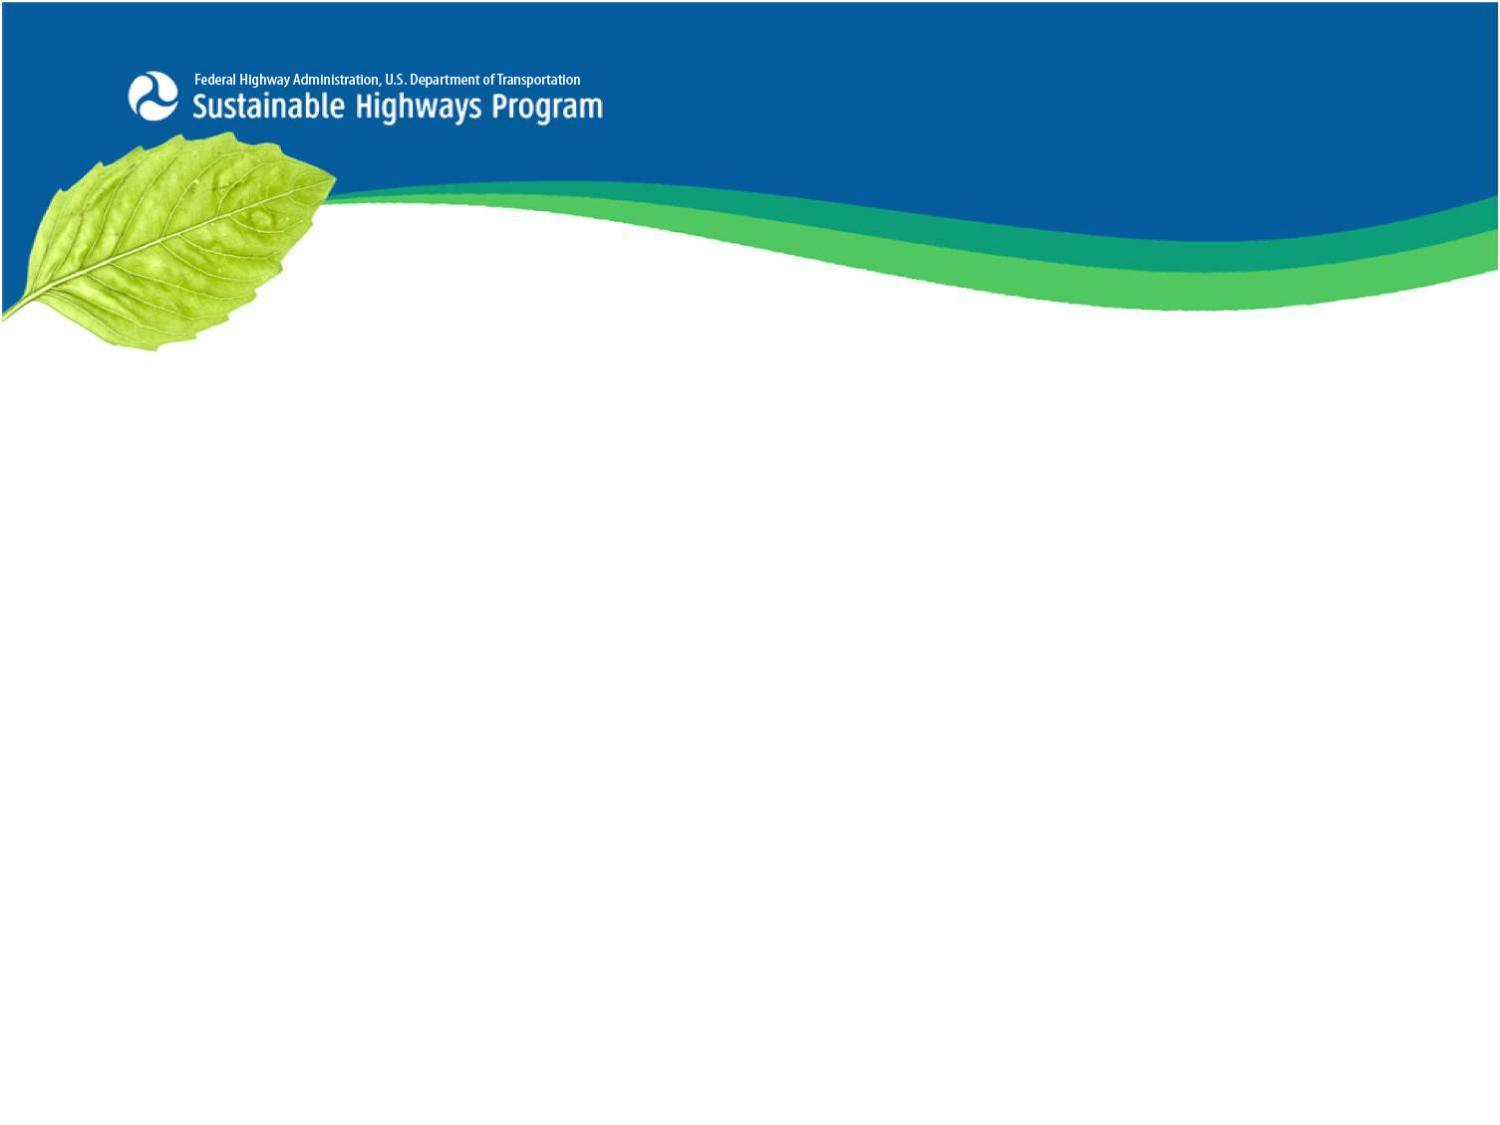 Federal Highway Administration, U.S. Department of Transportation
Sustainable Highways Program